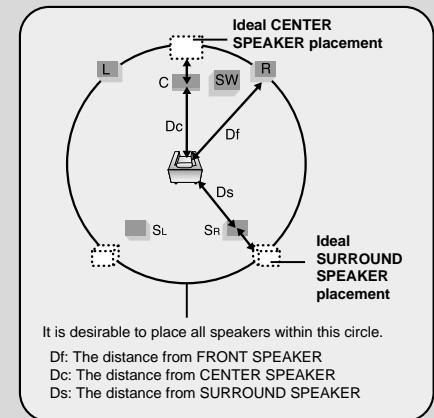 Ideal CENTER
SPEAKER placement
L
C
SW
R
Dc
Df
Ds
SL
SR
Ideal
SURROUND
SPEAKER
placement
It is desirable to place all speakers within this circle.
Df: The distance from FRONT SPEAKER
Dc: The distance from CENTER SPEAKER
Ds: The distance from SURROUND SPEAKER